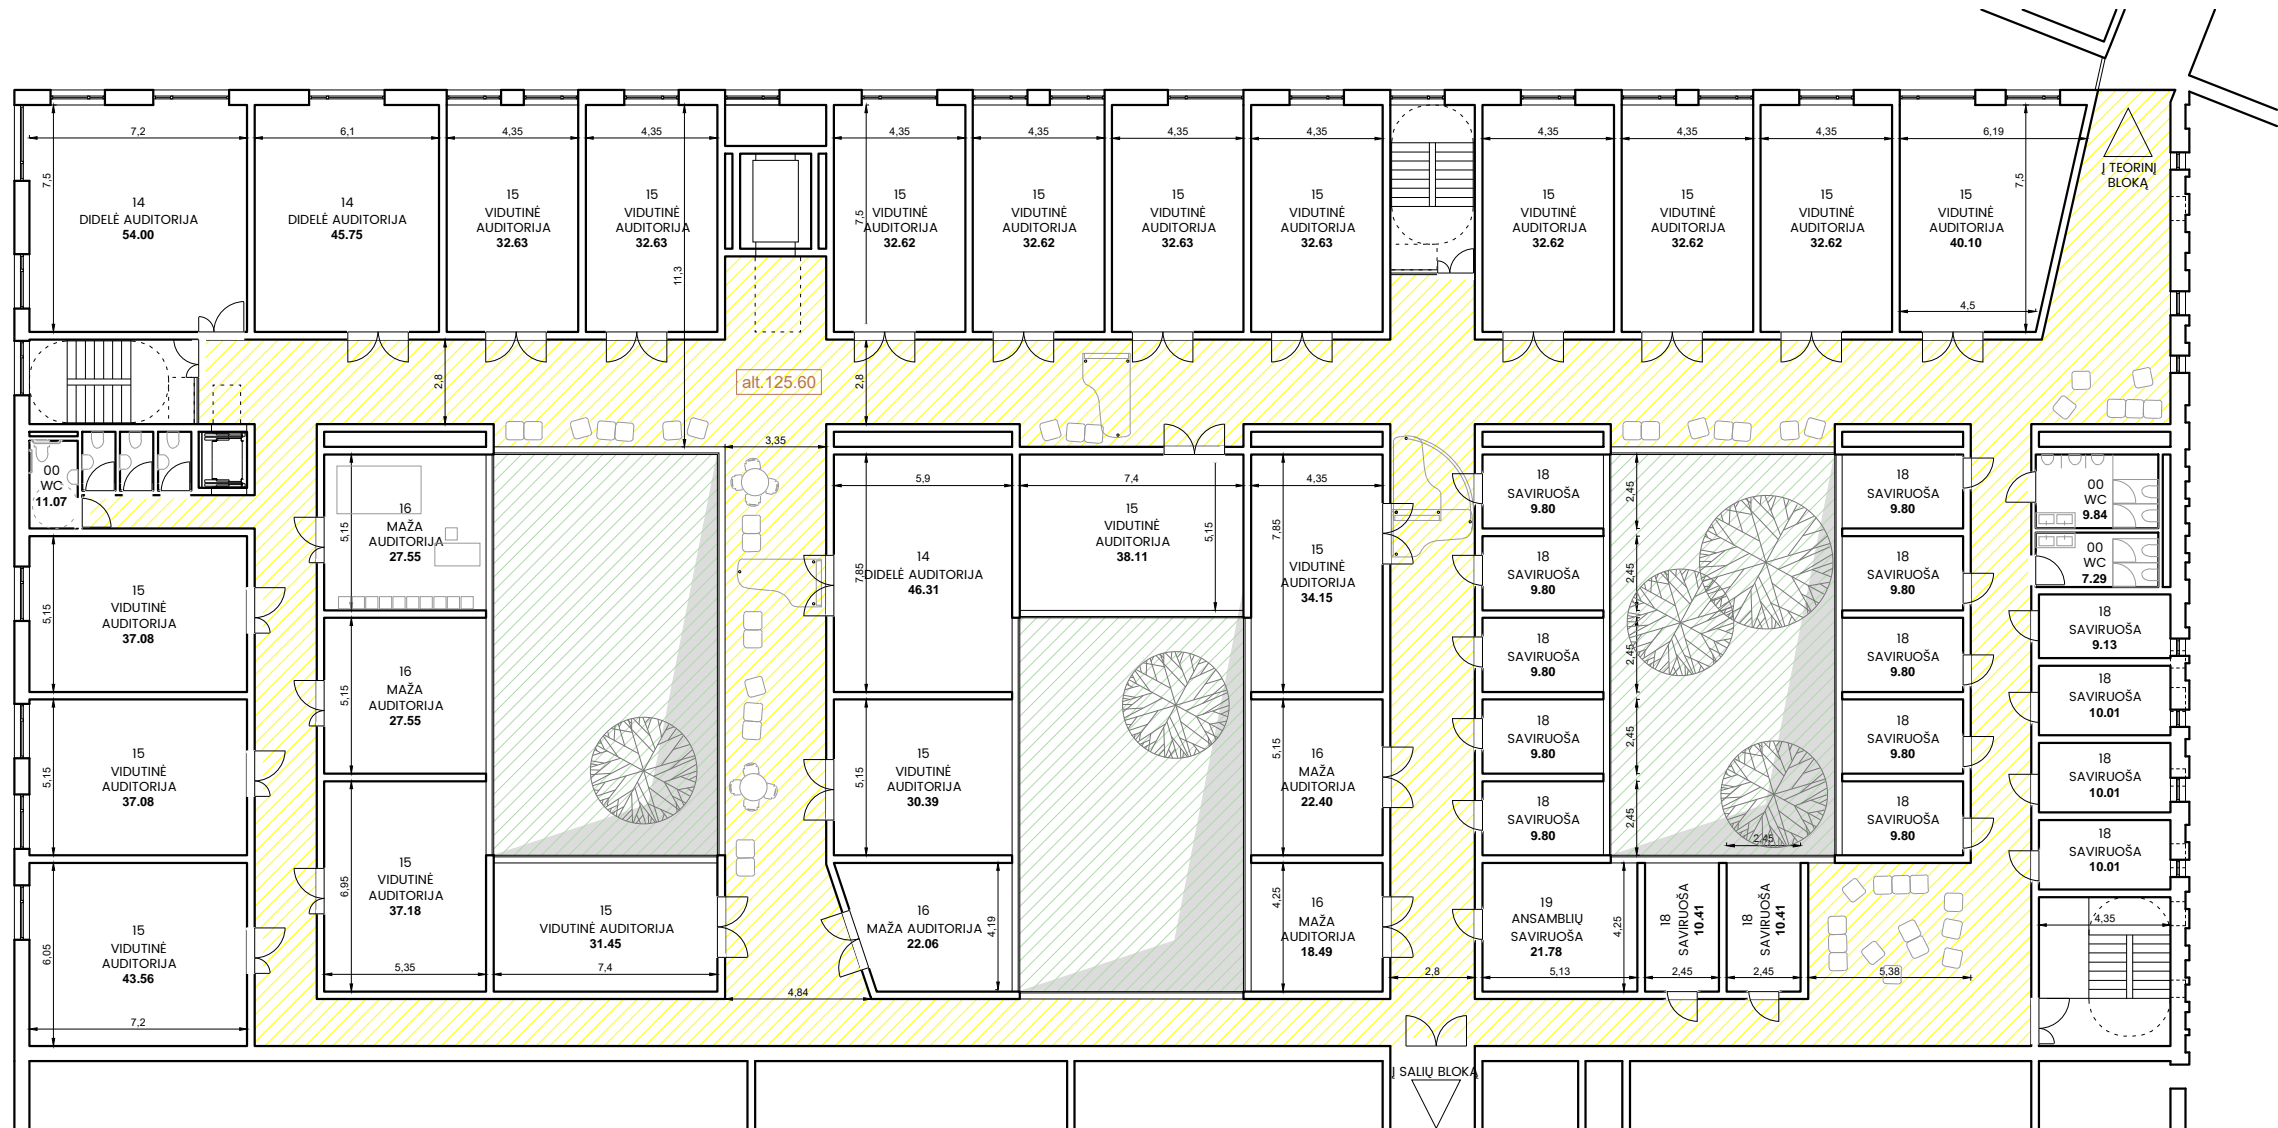 7,2
6,1
4,35
4,35
4,35
4,35
4,35
4,35
4,35
4,35
4,35
6,19
7,5
14
DIDELĖ AUDITORIJA
54.00
14
DIDELĖ AUDITORIJA
45.75
15
VIDUTINĖ
AUDITORIJA
32.63
15
VIDUTINĖ
AUDITORIJA
32.63
11,3
7,5
15
VIDUTINĖ
AUDITORIJA
32.62
15
VIDUTINĖ
AUDITORIJA
32.62
15
VIDUTINĖ
AUDITORIJA
32.63
15
VIDUTINĖ
AUDITORIJA
32.63
15
VIDUTINĖ
AUDITORIJA
32.62
15
VIDUTINĖ
AUDITORIJA
32.62
15
VIDUTINĖ
AUDITORIJA
32.62
15
VIDUTINĖ
AUDITORIJA
40.10
7,5
4,5
Į TEORINĮ
BLOKĄ
2,8
alt.125.60
2,8
3,35
00
WC
11.07
16
MAŽA
AUDITORIJA
27.55
5,15
5,9
14
DIDELĖ AUDITORIJA
46.31
7,85
7,4
15
VIDUTINĖ
AUDITORIJA
38.11
5,15
4,35
7,85
15
VIDUTINĖ
AUDITORIJA
34.15
18
SAVIRUOŠA
9.80
18
SAVIRUOŠA
9.80
18
SAVIRUOŠA
9.80
18
SAVIRUOŠA
9.80
18
SAVIRUOŠA
9.80
2,45
2,45
2,45
2,45
2,45
2,45
18
SAVIRUOŠA
9.80
18
SAVIRUOŠA
9.80
18
SAVIRUOŠA
9.80
18
SAVIRUOŠA
9.80
18
SAVIRUOŠA
9.80
00
WC
9.84
00
WC
7.29
18
SAVIRUOŠA
9.13
18
SAVIRUOŠA
10.01
18
SAVIRUOŠA
10.01
18
SAVIRUOŠA
10.01
5,15
15
VIDUTINĖ
AUDITORIJA
37.08
5,15
16
MAŽA
AUDITORIJA
27.55
5,15
15
VIDUTINĖ
AUDITORIJA
37.08
5,15
15
VIDUTINĖ
AUDITORIJA
30.39
5,15
16
MAŽA
AUDITORIJA
22.40
6,05
15
VIDUTINĖ
AUDITORIJA
43.56
7,2
6,95
15
VIDUTINĖ
AUDITORIJA
37.18
5,35
15
VIDUTINĖ AUDITORIJA
31.45
7,4
4,84
16
MAŽA AUDITORIJA
22.06
4,19
4,25
16
MAŽA
AUDITORIJA
18.49
2,8
19
ANSAMBLIŲ
SAVIRUOŠA
21.78
4,25
5,13
18
SAVIRUOŠA
10.41
2,45
18
SAVIRUOŠA
10.41
2,45
5,38
4,35
Į SALIŲ BLOKĄ